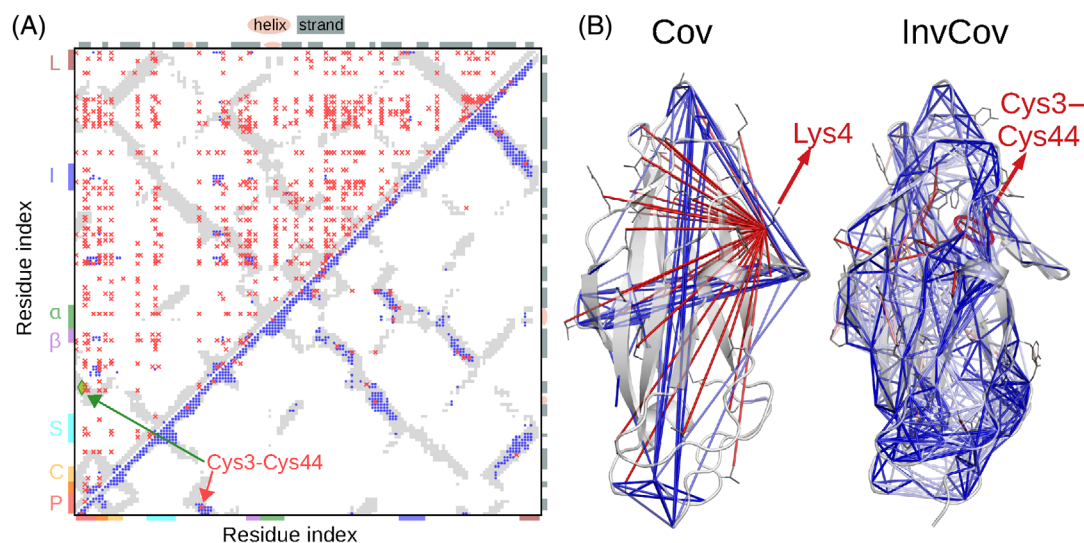 (A)
helix
strand
L
I
α
β
S
C
P
Residue index
Cys3-Cys44
Residue index
(B)
Cov
InvCov
Lys4
Cys3–
Cys44